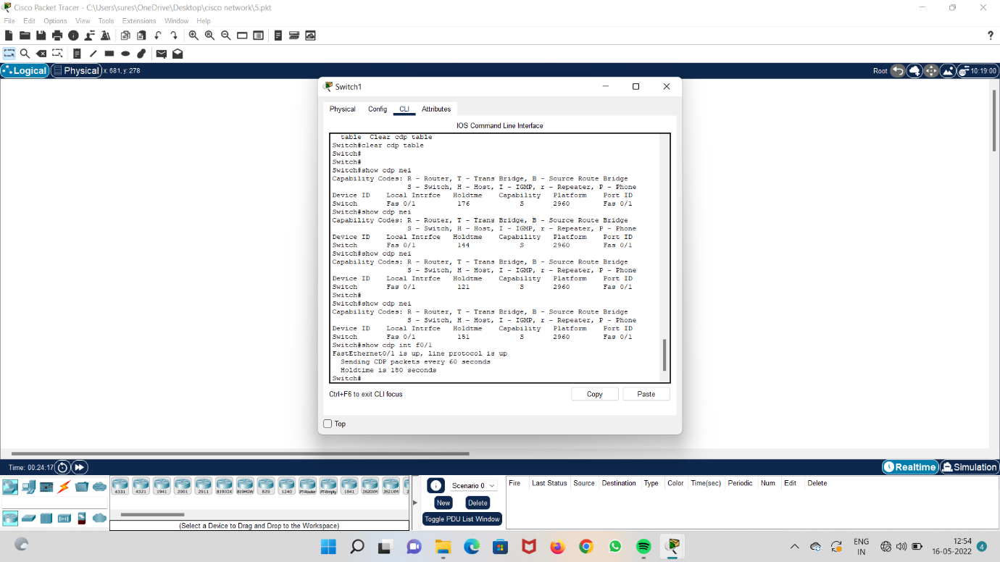 Cisco Packet Tracer - C:\Users\sures\OneDrive\Desktop\cisco network\5.pkt
File Edit Options View Tools Extensions Window Help
?
Logical Physical x: 681, y: 278 Root 10:19:00
Switch1
Physical Config CLI Attributes
IOS Command Line Interface
table  Clear cdp table
Switch#clear cdp table
Switch#
Switch#
Switch#show cdp nei
Capability Codes: R - Router, T - Trans Bridge, B - Source Route Bridge
S - Switch, H - Host, I - IGMP, r - Repeater, P - Phone
Device ID    Local Intrfce   Holdtme    Capability   Platform    Port ID
Switch       Fas 0/1          176            S       2960        Fas 0/1
Switch#show cdp nei
Capability Codes: R - Router, T - Trans Bridge, B - Source Route Bridge
S - Switch, H - Host, I - IGMP, r - Repeater, P - Phone
Device ID    Local Intrfce   Holdtme    Capability   Platform    Port ID
Switch       Fas 0/1          144            S       2960        Fas 0/1
Switch#show cdp nei
Capability Codes: R - Router, T - Trans Bridge, B - Source Route Bridge
S - Switch, H - Host, I - IGMP, r - Repeater, P - Phone
Device ID    Local Intrfce   Holdtme    Capability   Platform    Port ID
Switch       Fas 0/1          121            S       2960        Fas 0/1
Switch#
Switch#show cdp nei
Capability Codes: R - Router, T - Trans Bridge, B - Source Route Bridge
S - Switch, H - Host, I - IGMP, r - Repeater, P - Phone
Device ID    Local Intrfce   Holdtme    Capability   Platform    Port ID
Switch       Fas 0/1          151            S       2960        Fas 0/1
Switch#show cdp int f0/1
FastEthernet0/1 is up, line protocol is up
Sending CDP packets every 60 seconds
Holdtime is 180 seconds
Switch#
Ctrl+F6 to exit CLI focus Copy Paste
Top
Time: 00:24:17 Realtime Simulation
4331 4321 1941 2901 2911 819IOX 819HGW 829 1240 PT-Router PT-Empty 1841 2620XM 2621XM 2
(Select a Device to Drag and Drop to the Workspace)
Scenario 0
New Delete
Toggle PDU List Window
Fire Last Status Source Destination Type Color Time(sec) Periodic Num Edit Delete
ENG
IN
12:54
16-05-2022
4